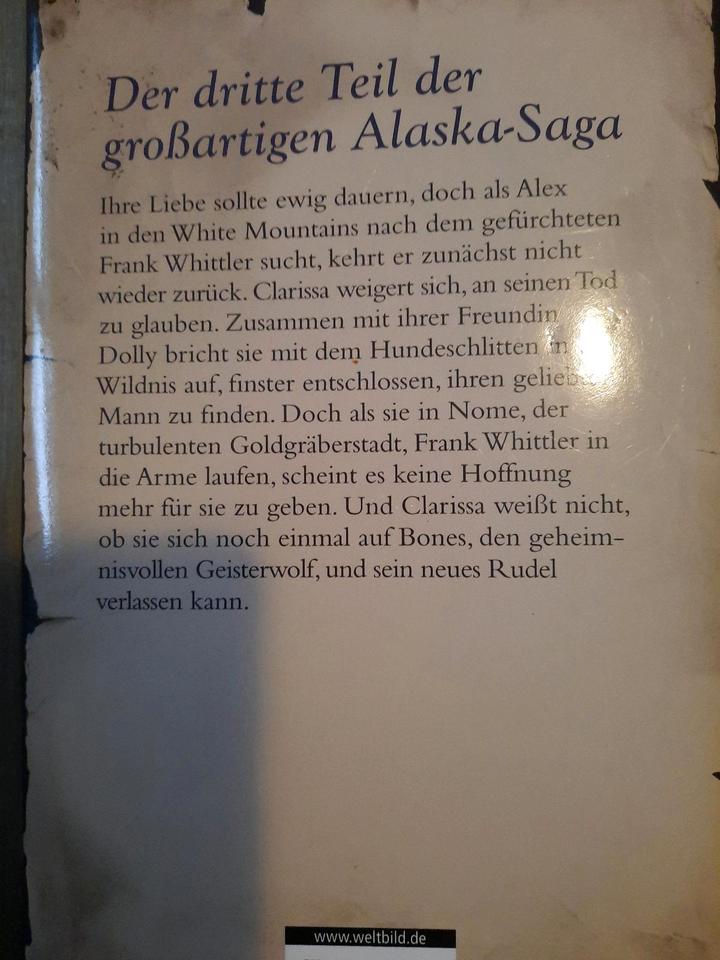 Der dritte Teil der
großartigen Alaska-Saga
Ihre Liebe sollte ewig dauern, doch als Alex
in den White Mountains nach dem gefürchteten
Frank Whittler sucht, kehrt er zunächst nicht
wieder zurück. Clarissa weigert sich, an seinen Tod
zu glauben. Zusammen mit ihrer Freundin
Dolly bricht sie mit dem Hundeschlitten in
Wildnis auf, finster entschlossen, ihren
Mann zu finden. Doch als sie in Nome, der
turbulenten Goldgräberstadt, Frank Whittler in
die Arme laufen, scheint es keine Hoffnung
mehr für sie zu geben. Und Clarissa weißt nicht,
ob sie sich noch einmal auf Bones, den geheim-
nisvollen Geisterwolf, und sein neues Rudel
verlassen kann.
www.weltbild.de